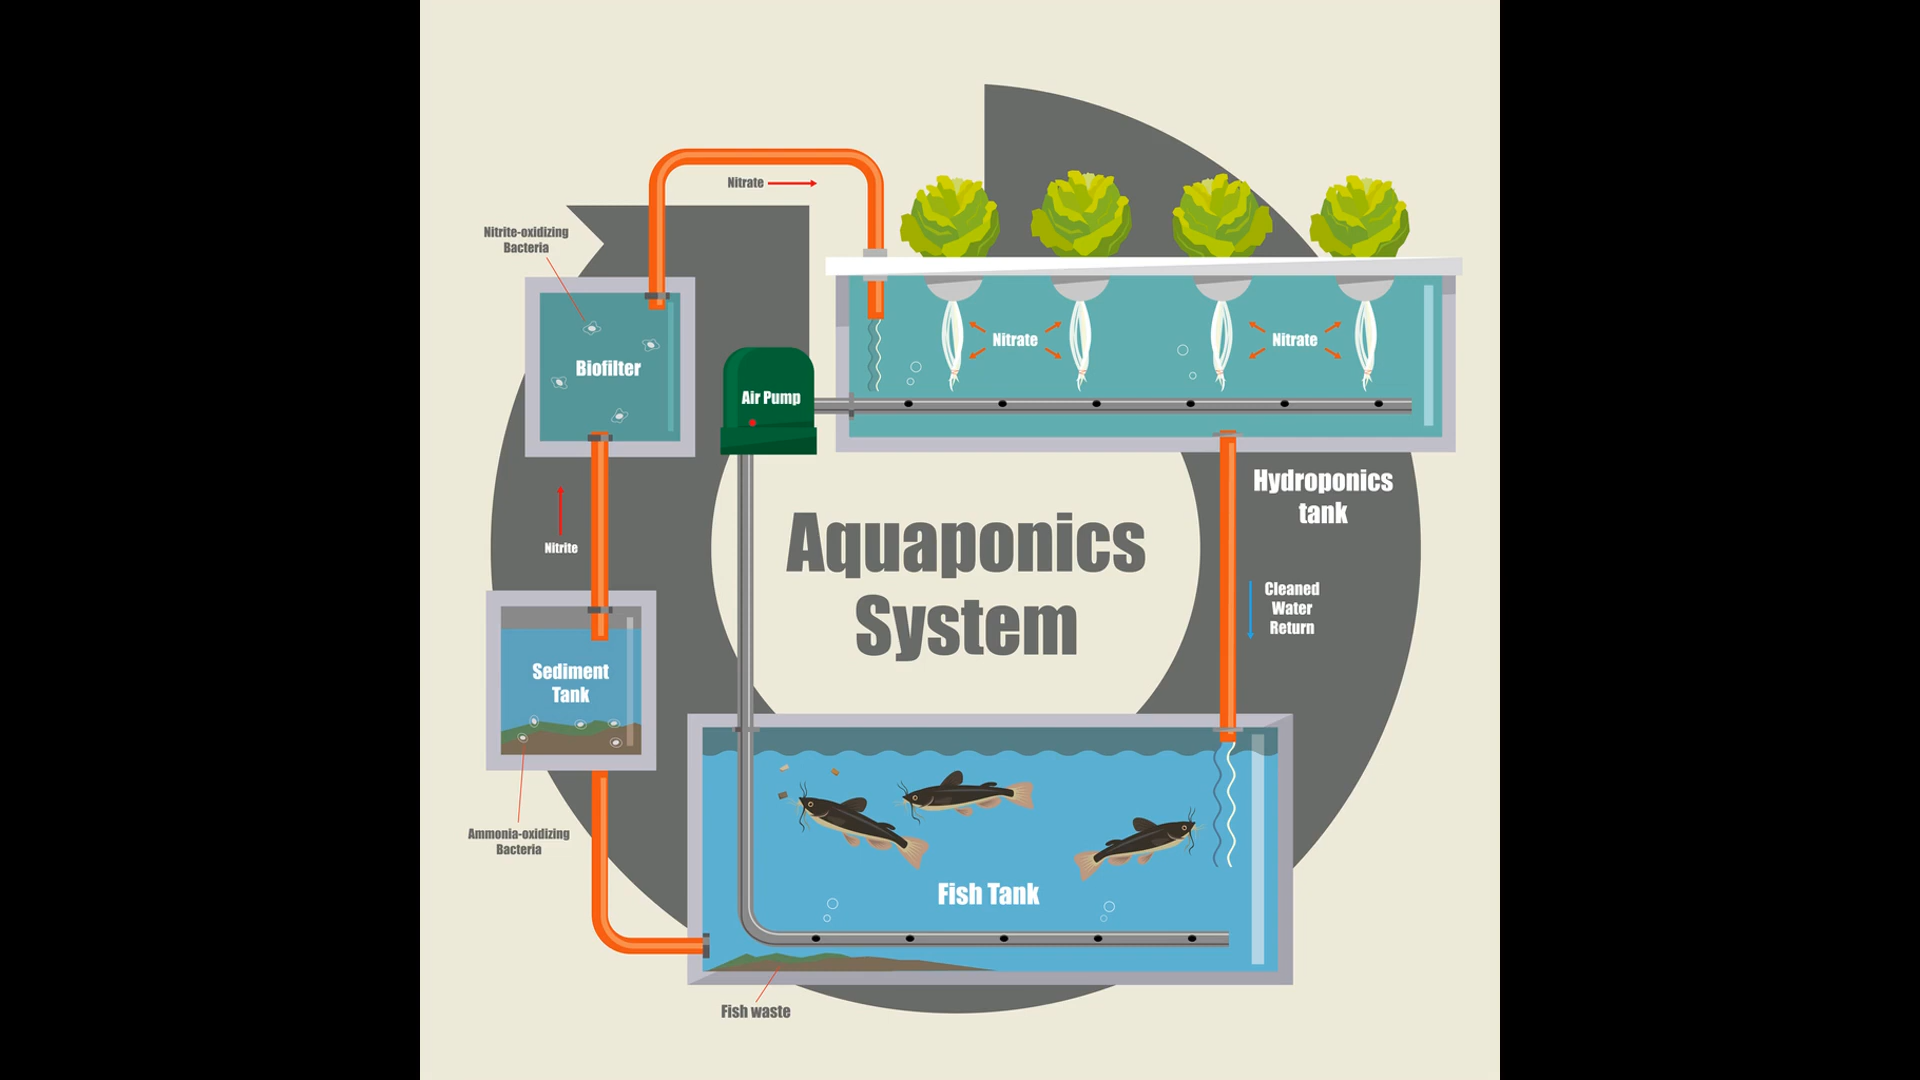 Nitrate
Nitrite-oxidizing
Bacteria
Biofilter
Air Pump
Nitrate
Nitrate
Hydroponics
tank
Aquaponics
System
Nitrite
Cleaned
Water
Return
Sediment
Tank
Ammonia-oxidizing
Bacteria
Fish Tank
Fish waste